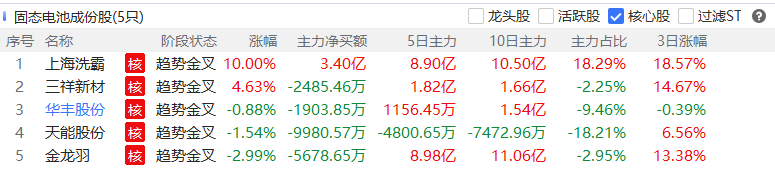 固态电池成份股(5只) 龙头股 活跃股 核心股 过滤ST ?
序号 名称 阶段状态 涨幅 主力净买额 5日主力 10日主力 主力占比 3日涨幅
1 上海洗霸 核 趋势金叉 10.00% 3.40亿 8.90亿 10.50亿 18.29% 18.57%
2 三祥新材 核 趋势金叉 4.63% -2485.46万 1.82亿 1.66亿 -2.25% 14.67%
3 华丰股份 核 趋势金叉 -0.88% -1903.85万 1156.45万 1.54亿 -9.46% -0.39%
4 天能股份 核 趋势金叉 -1.54% -9980.57万 -4800.65万 -7472.96万 -18.21% 6.56%
5 金龙羽 核 趋势金叉 -2.99% -5678.65万 8.98亿 11.06亿 -2.95% 13.38%